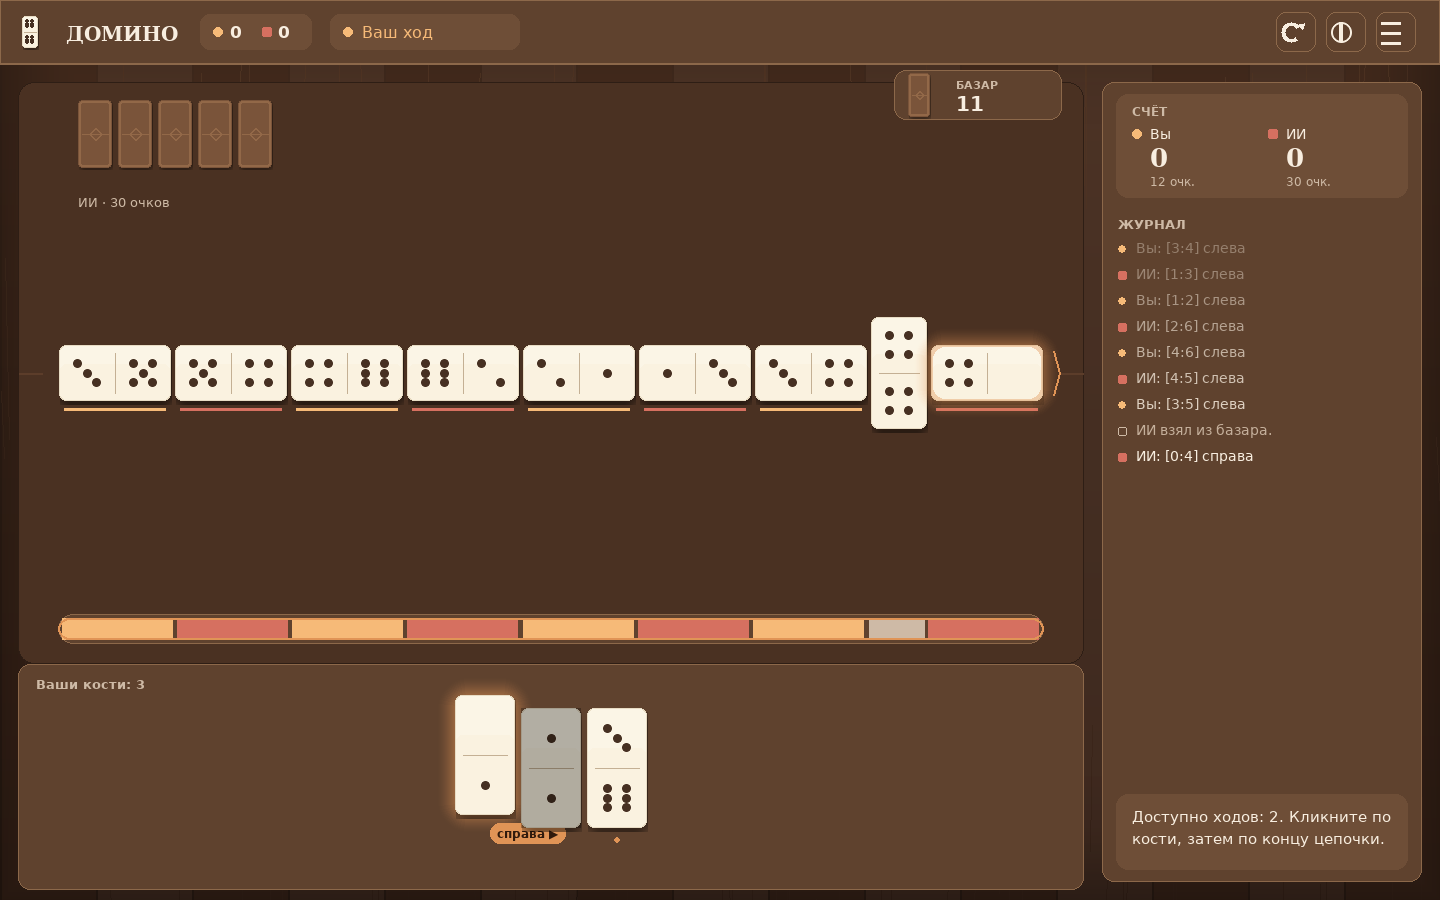 ДОМИНО
0 0
Ваш ход
БАЗАР
11
ИИ · 30 очков
СЧЁТ
Вы ИИ
0 0
12 очк. 30 очк.
ЖУРНАЛ
Вы: [3:4] слева
ИИ: [1:3] слева
Вы: [1:2] слева
ИИ: [2:6] слева
Вы: [4:6] слева
ИИ: [4:5] слева
Вы: [3:5] слева
ИИ взял из базара.
ИИ: [0:4] справа
Ваши кости: 3
справа ▶
Доступно ходов: 2. Кликните по
кости, затем по концу цепочки.